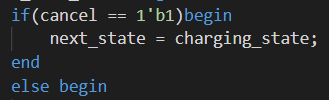 if(cancel == 1'b1)begin
next_state = charging_state;
end
else begin